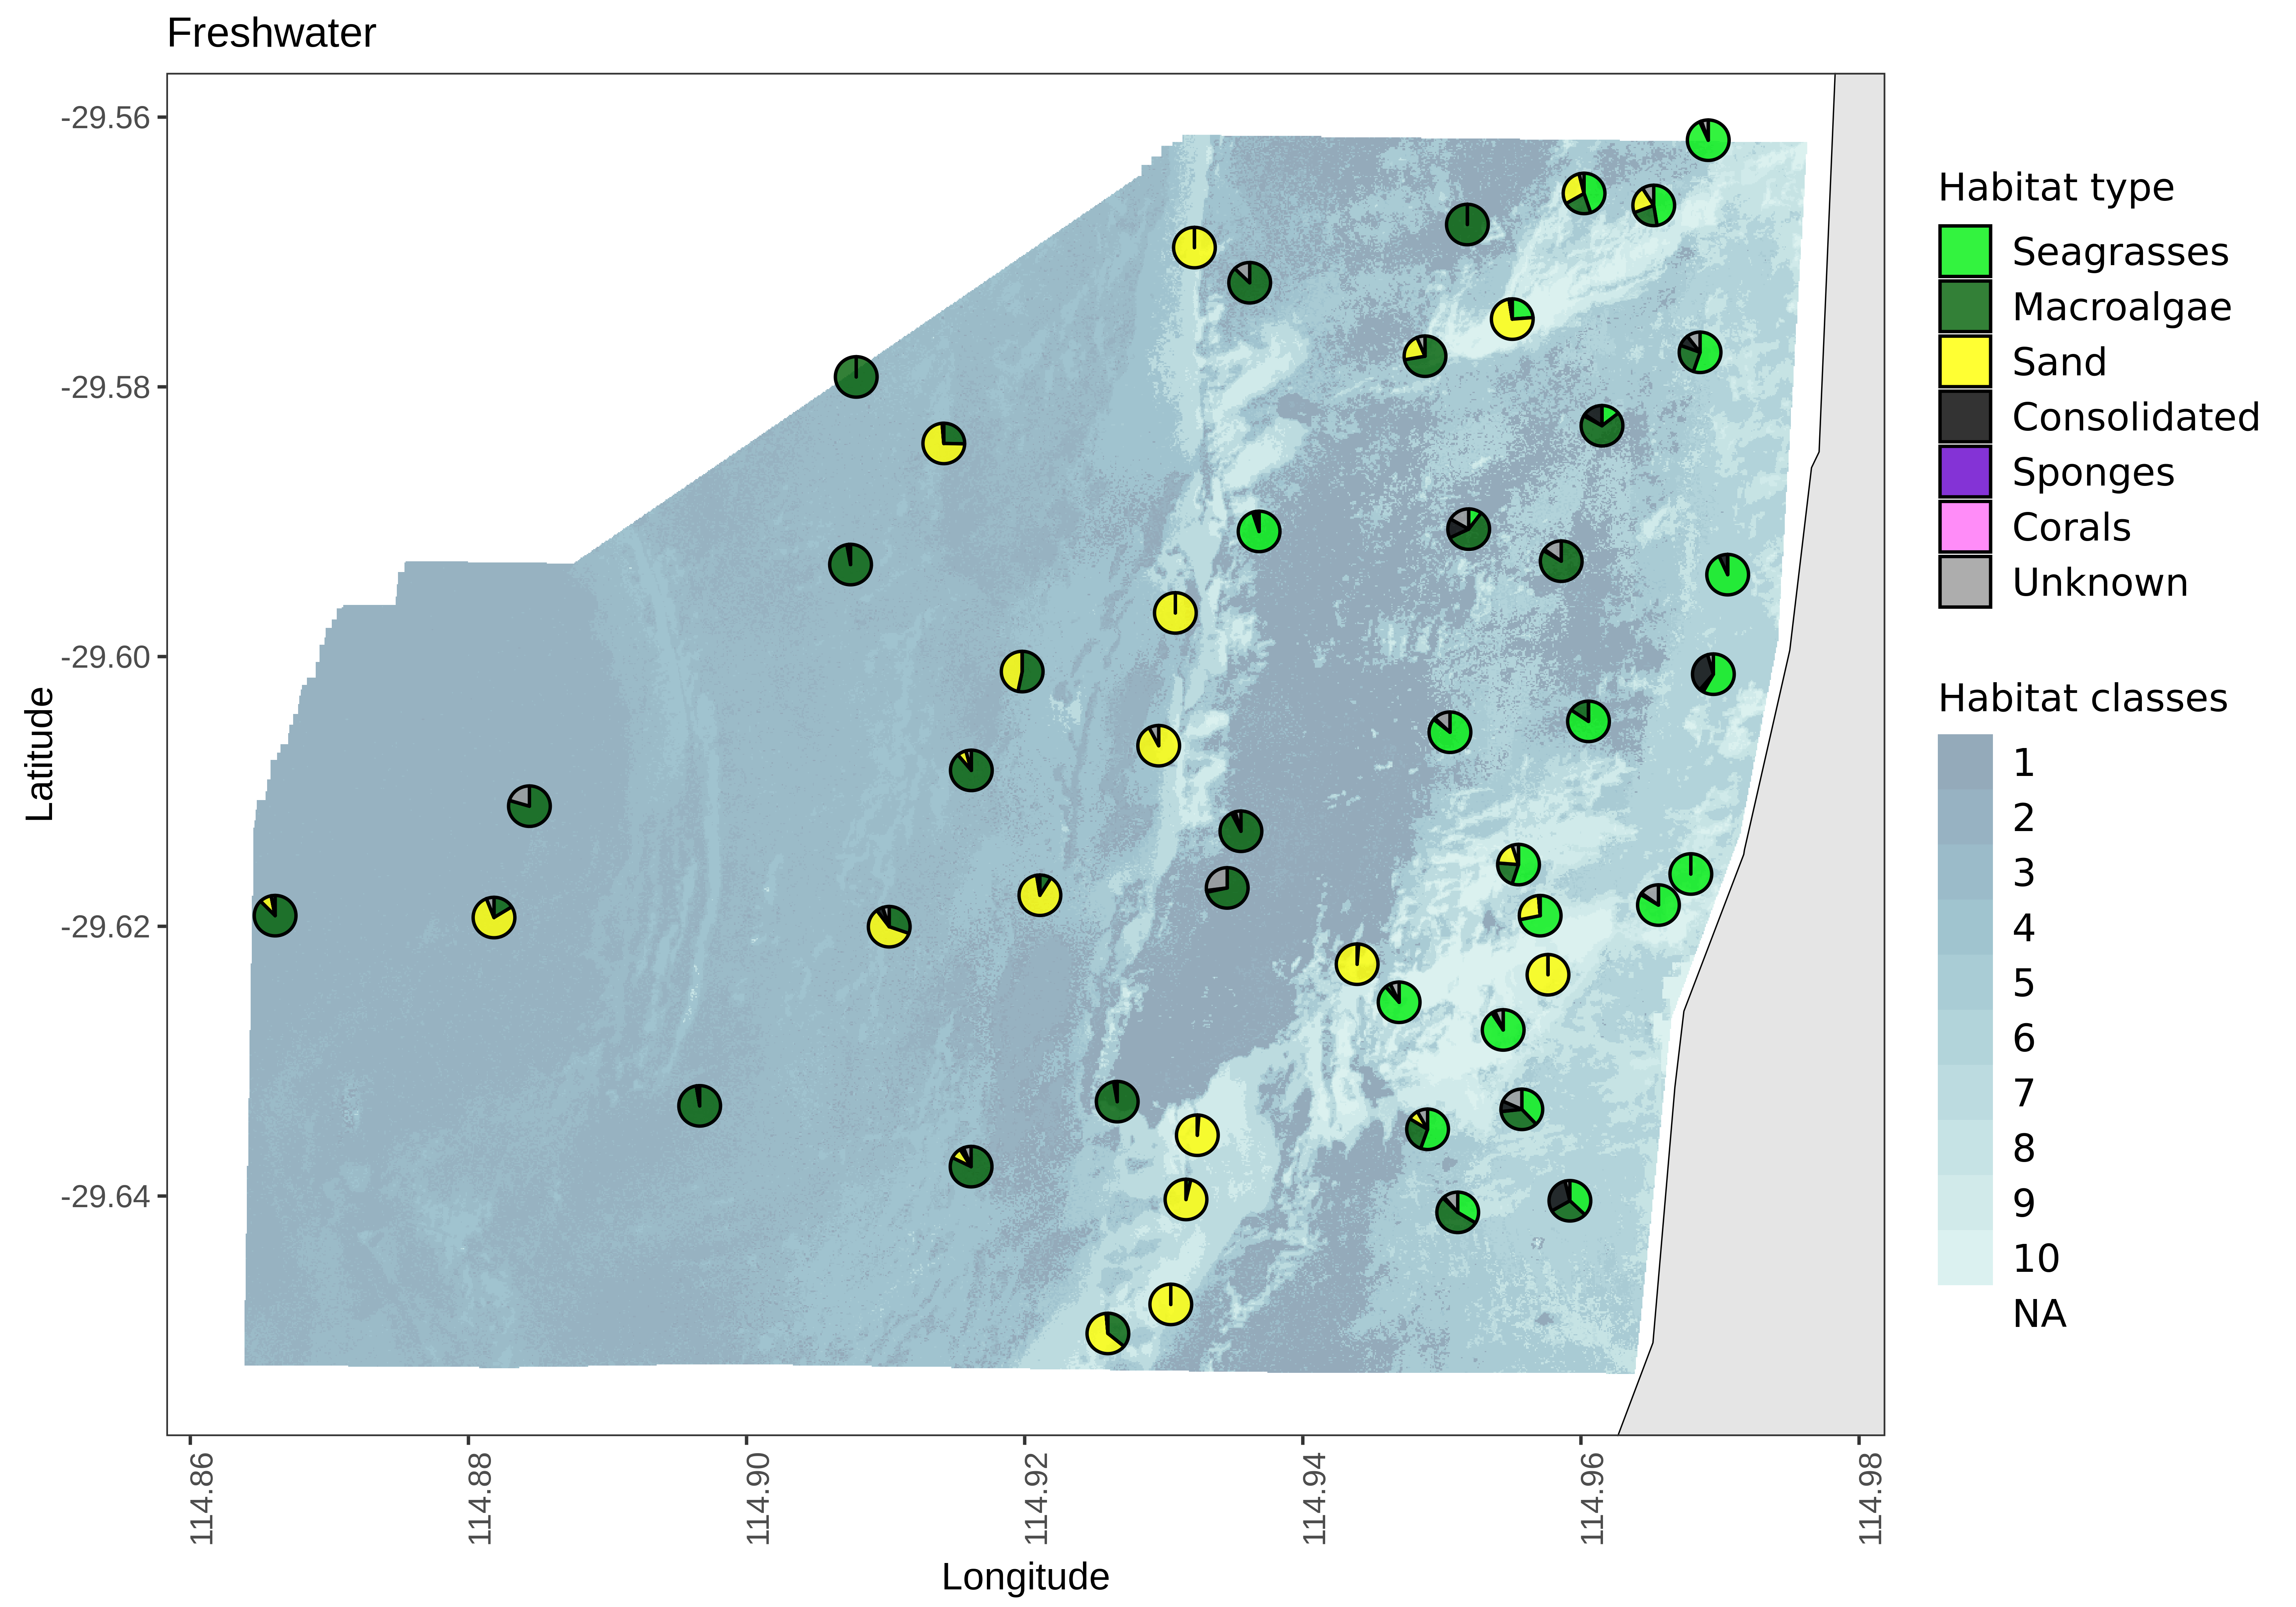 Freshwater
-29.56
-29.58
-29.60
-29.62
-29.64
Latitude
114.86
114.88
114.90
114.92
114.94
114.96
114.98
Longitude
Habitat type
Seagrasses
Macroalgae
Sand
Consolidated
Sponges
Corals
Unknown
Habitat classes
1
2
3
4
5
6
7
8
9
10
NA